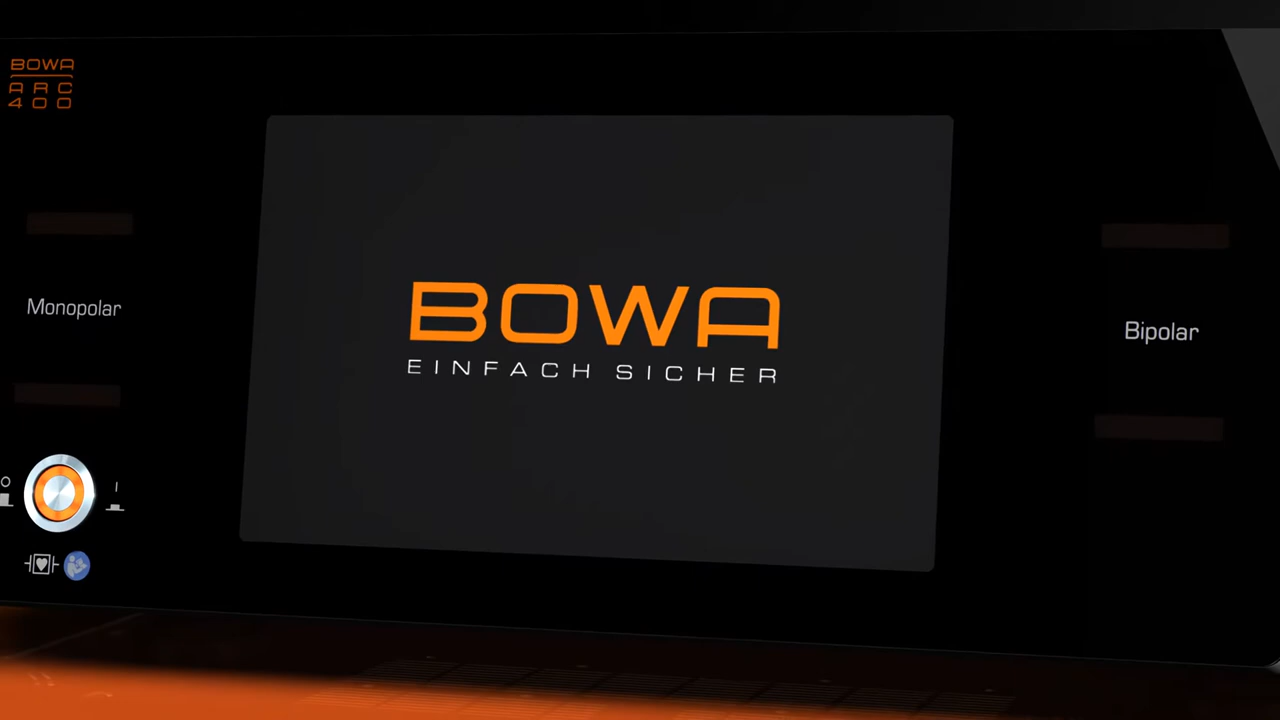 BOWA
ARC
400
BOWA
EINFACH SICHER
Monopolar
Bipolar
O
I